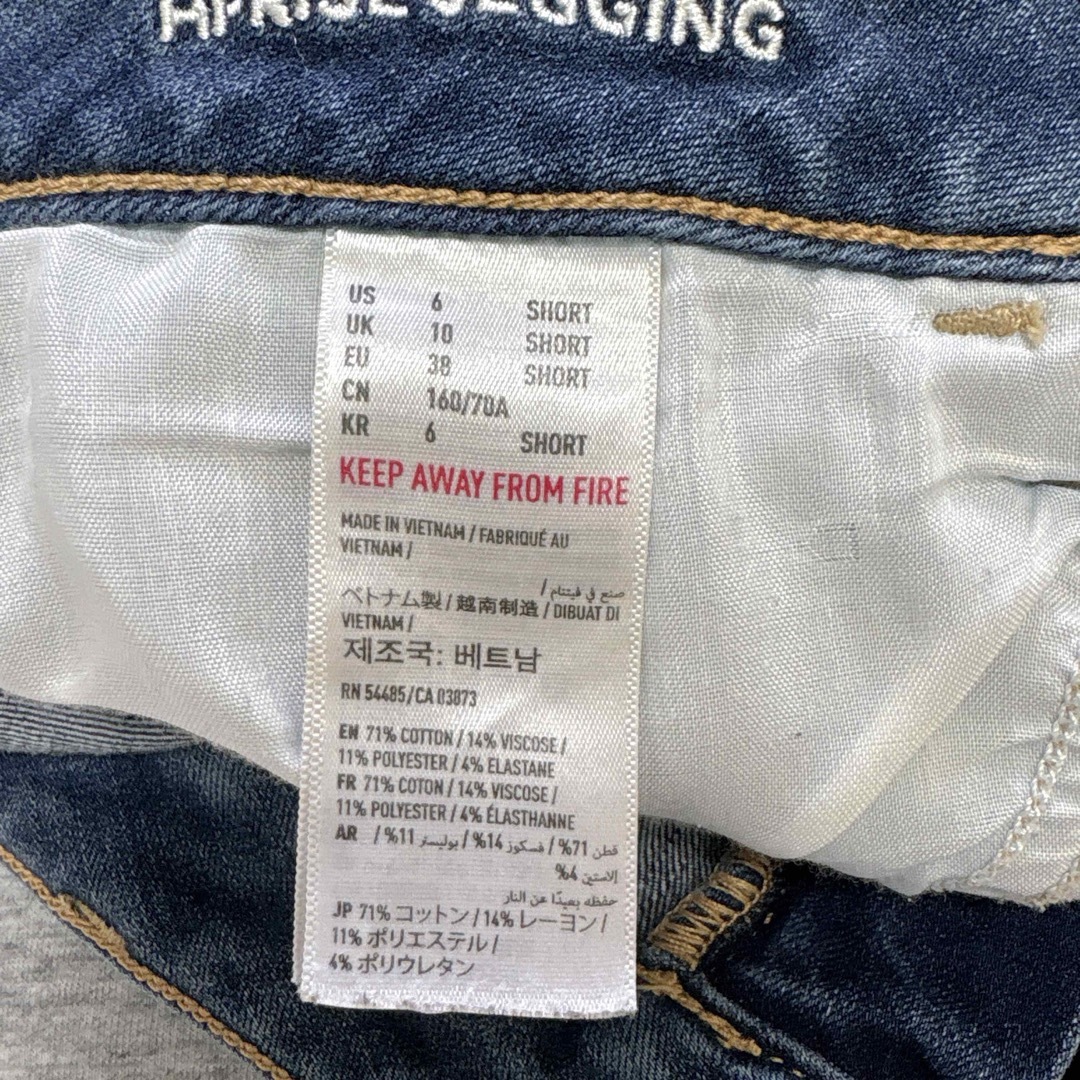 JEGGING
US 6 SHORT
UK 10 SHORT
EU 38 SHORT
CN 160/70A
KR 6 SHORT
KEEP AWAY FROM FIRE
MADE IN VIETNAM / FABRIQUÉ AU
VIETNAM /
صنع في فيتنام /
ベトナム製 / 越南制造 / DIBUAT DI
VIETNAM /
제조국: 베트남
RN 54485/CA 03873
EN 71% COTTON / 14% VISCOSE /
11% POLYESTER / 4% ELASTANE
FR 71% COTON / 14% VISCOSE /
11% POLYESTER / 4% ÉLASTHANNE
AR قطن 71% / فسكوز 14% / بوليستر 11% /
إلاستين 4%
حفظه بعيدًا عن النار
JP 71% コットン / 14% レーヨン /
11% ポリエステル /
4% ポリウレタン